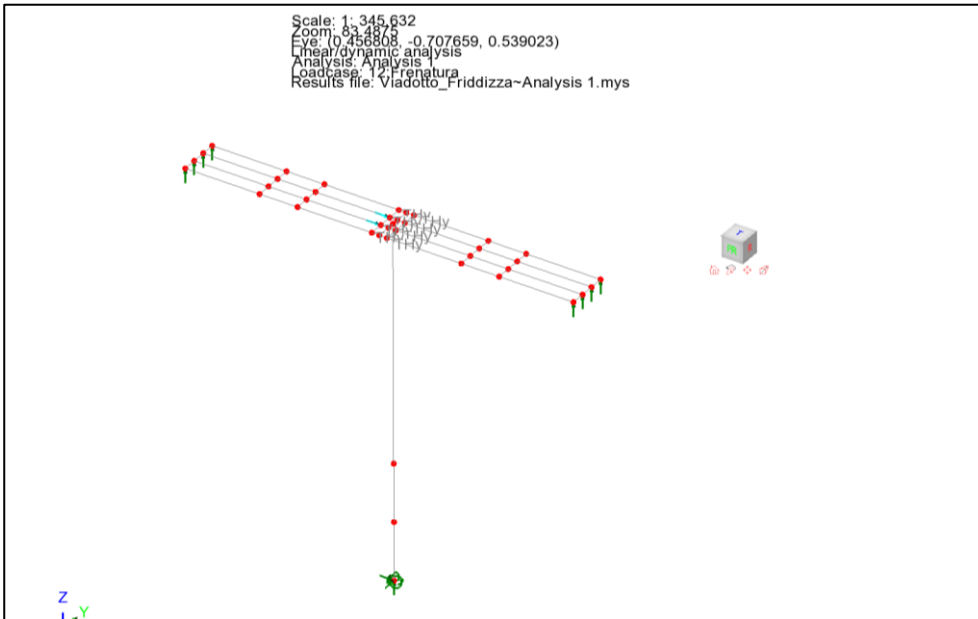 Scale: 1: 345.632
Zoom: 83.4875
Eye: (0.456808, -0.707659, 0.539023)
Linear/dynamic analysis
Analysis: Analysis 1
Loadcase: 12:Frenatura
Results file: Viadotto_Friddizza~Analysis 1.mys
Z
Y